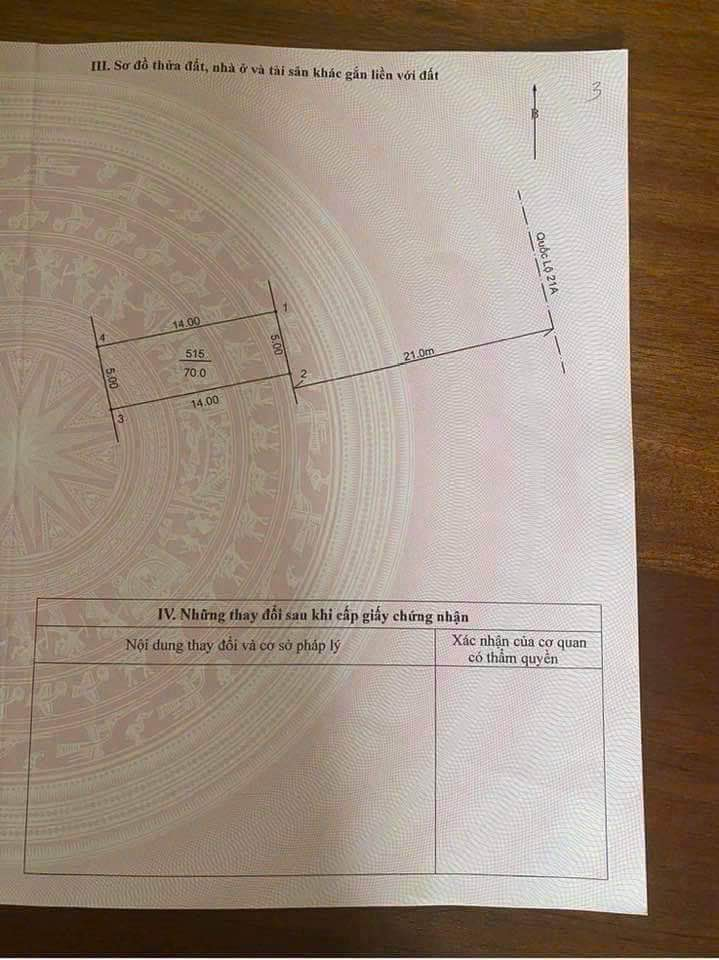 III. Sơ đồ thửa đất, nhà ở và tài sản khác gắn liền với đất
3
B
Quốc Lộ 21A
1
14.00
4
5.00
515
70.0
21.0m
2
5.00
14.00
3
IV. Những thay đổi sau khi cấp giấy chứng nhận
Nội dung thay đổi và cơ sở pháp lý
Xác nhận của cơ quan
có thẩm quyền